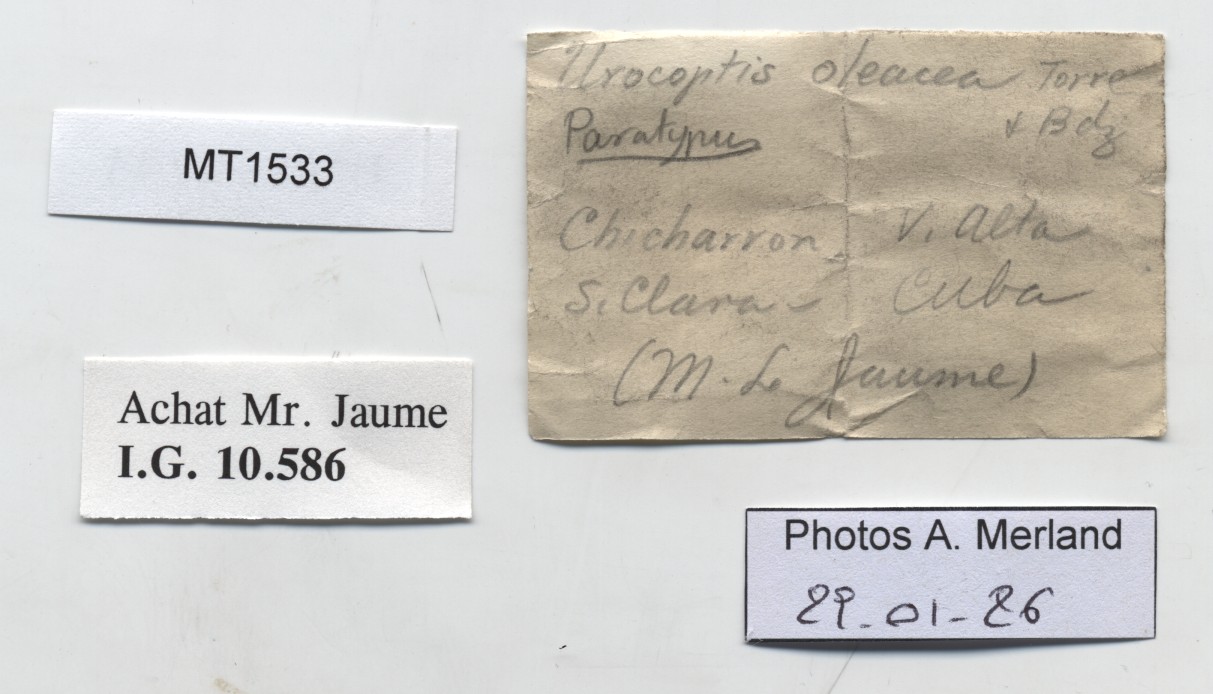 MT1533
Urocoptis oleacea Torre
& Bdz
Paratypus
Chicharron V. Alta
S. Clara - Cuba
(M. L. Jaume)
Achat Mr. Jaume
I.G. 10.586
Photos A. Merland
29-01-26